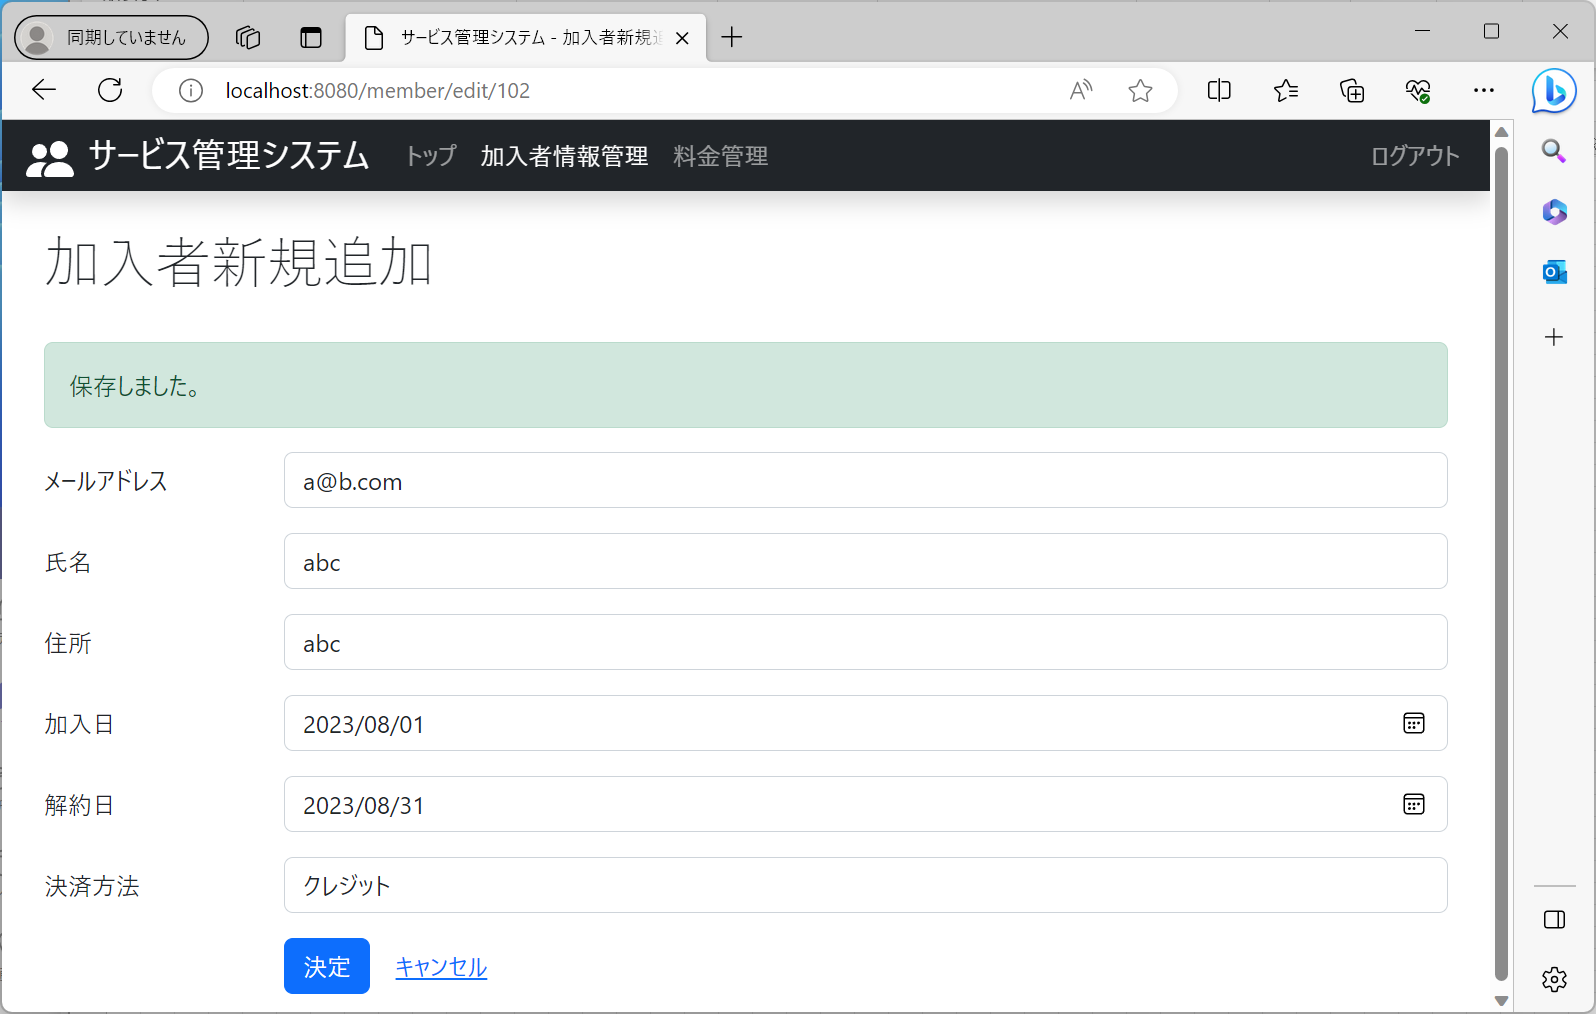 同期していません
サービス管理システム - 加入者新規追
localhost:8080/member/edit/102
サービス管理システム トップ 加入者情報管理 料金管理 ログアウト
加入者新規追加
保存しました。
メールアドレス a@b.com
氏名 abc
住所 abc
加入日 2023/08/01
解約日 2023/08/31
決済方法 クレジット
決定 キャンセル